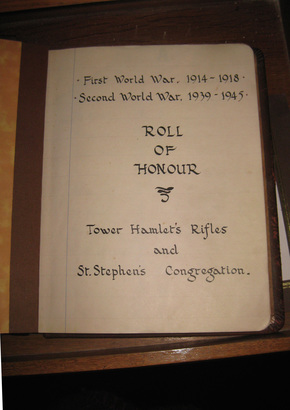 · First World War, 1914 - 1918 ·
· Second World War, 1939 - 1945 ·
ROLL
OF
HONOUR
Tower Hamlet's Rifles
and
St. Stephen's Congregation.